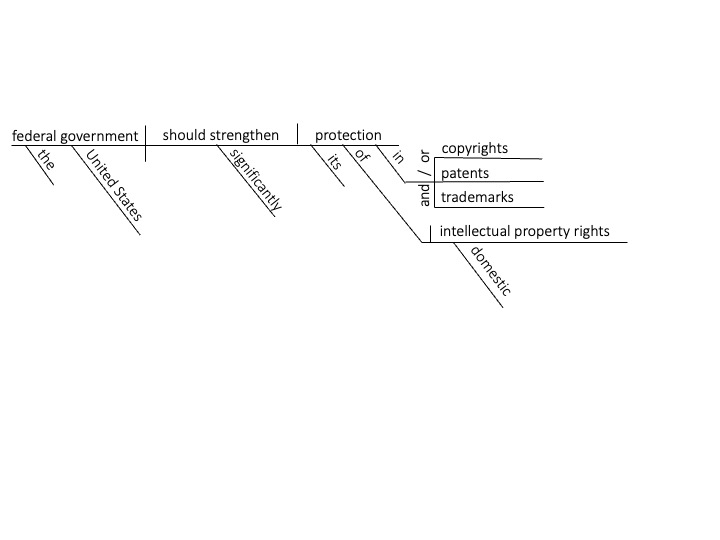 federal government should strengthen protection
the
United States
significantly
its
of
in
and / or
copyrights
patents
trademarks
intellectual property rights
domestic